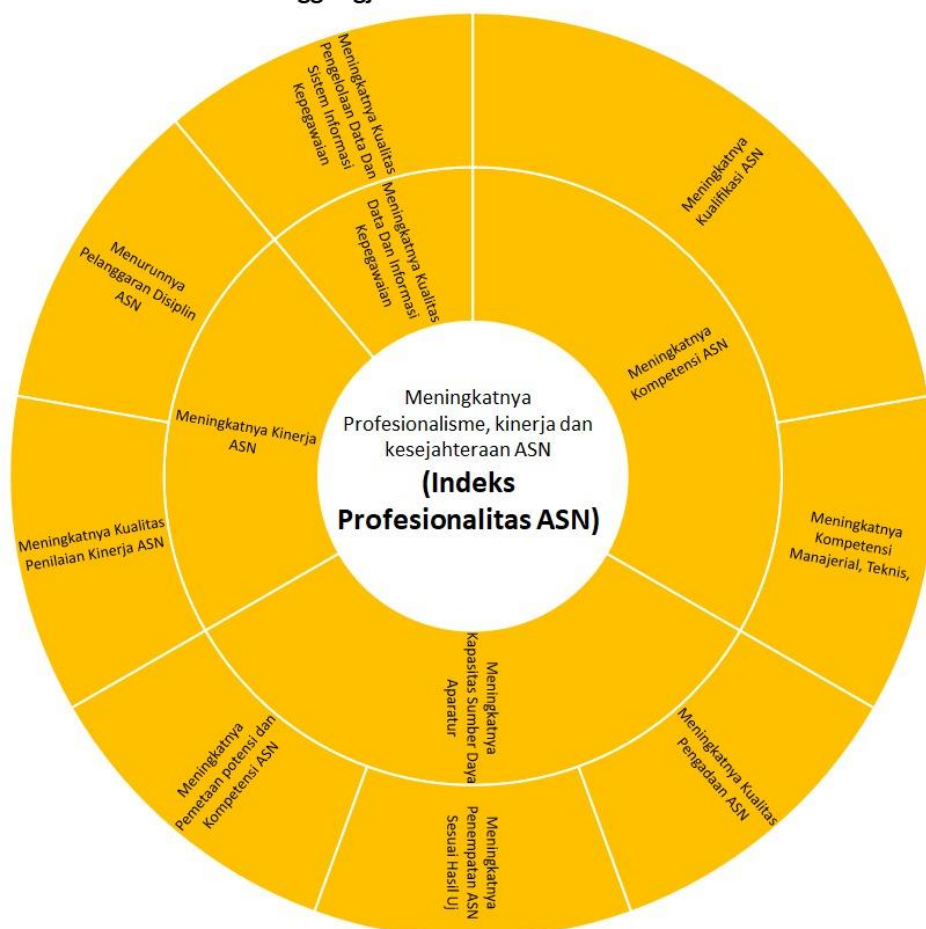 Meningkatnya
Profesionalisme, kinerja dan
kesejahteraan ASN
(Indeks
Profesionalitas ASN)
Meningkatnya
Kompetensi ASN
Meningkatnya
Kapasitas Sumber Daya
Aparatur
Meningkatnya Kinerja
ASN
Meningkatnya Kualitas
Data Dan Informasi
Kepegawaian
Meningkatnya
Kualifikasi ASN
Meningkatnya
Kompetensi
Manajerial, Teknis,
Meningkatnya Kualitas
Pengadaan ASN
Meningkatnya
Penempatan ASN
Sesuai Hasil Uj
Meningkatnya
Pemetaan potensi dan
Kompetensi ASN
Meningkatnya Kualitas
Penilaian Kinerja ASN
Menurunnya
Pelanggaran Disiplin
ASN
Meningkatnya Kualitas
Pengelolaan Data Dan
Sistem Informasi
Kepegawaian